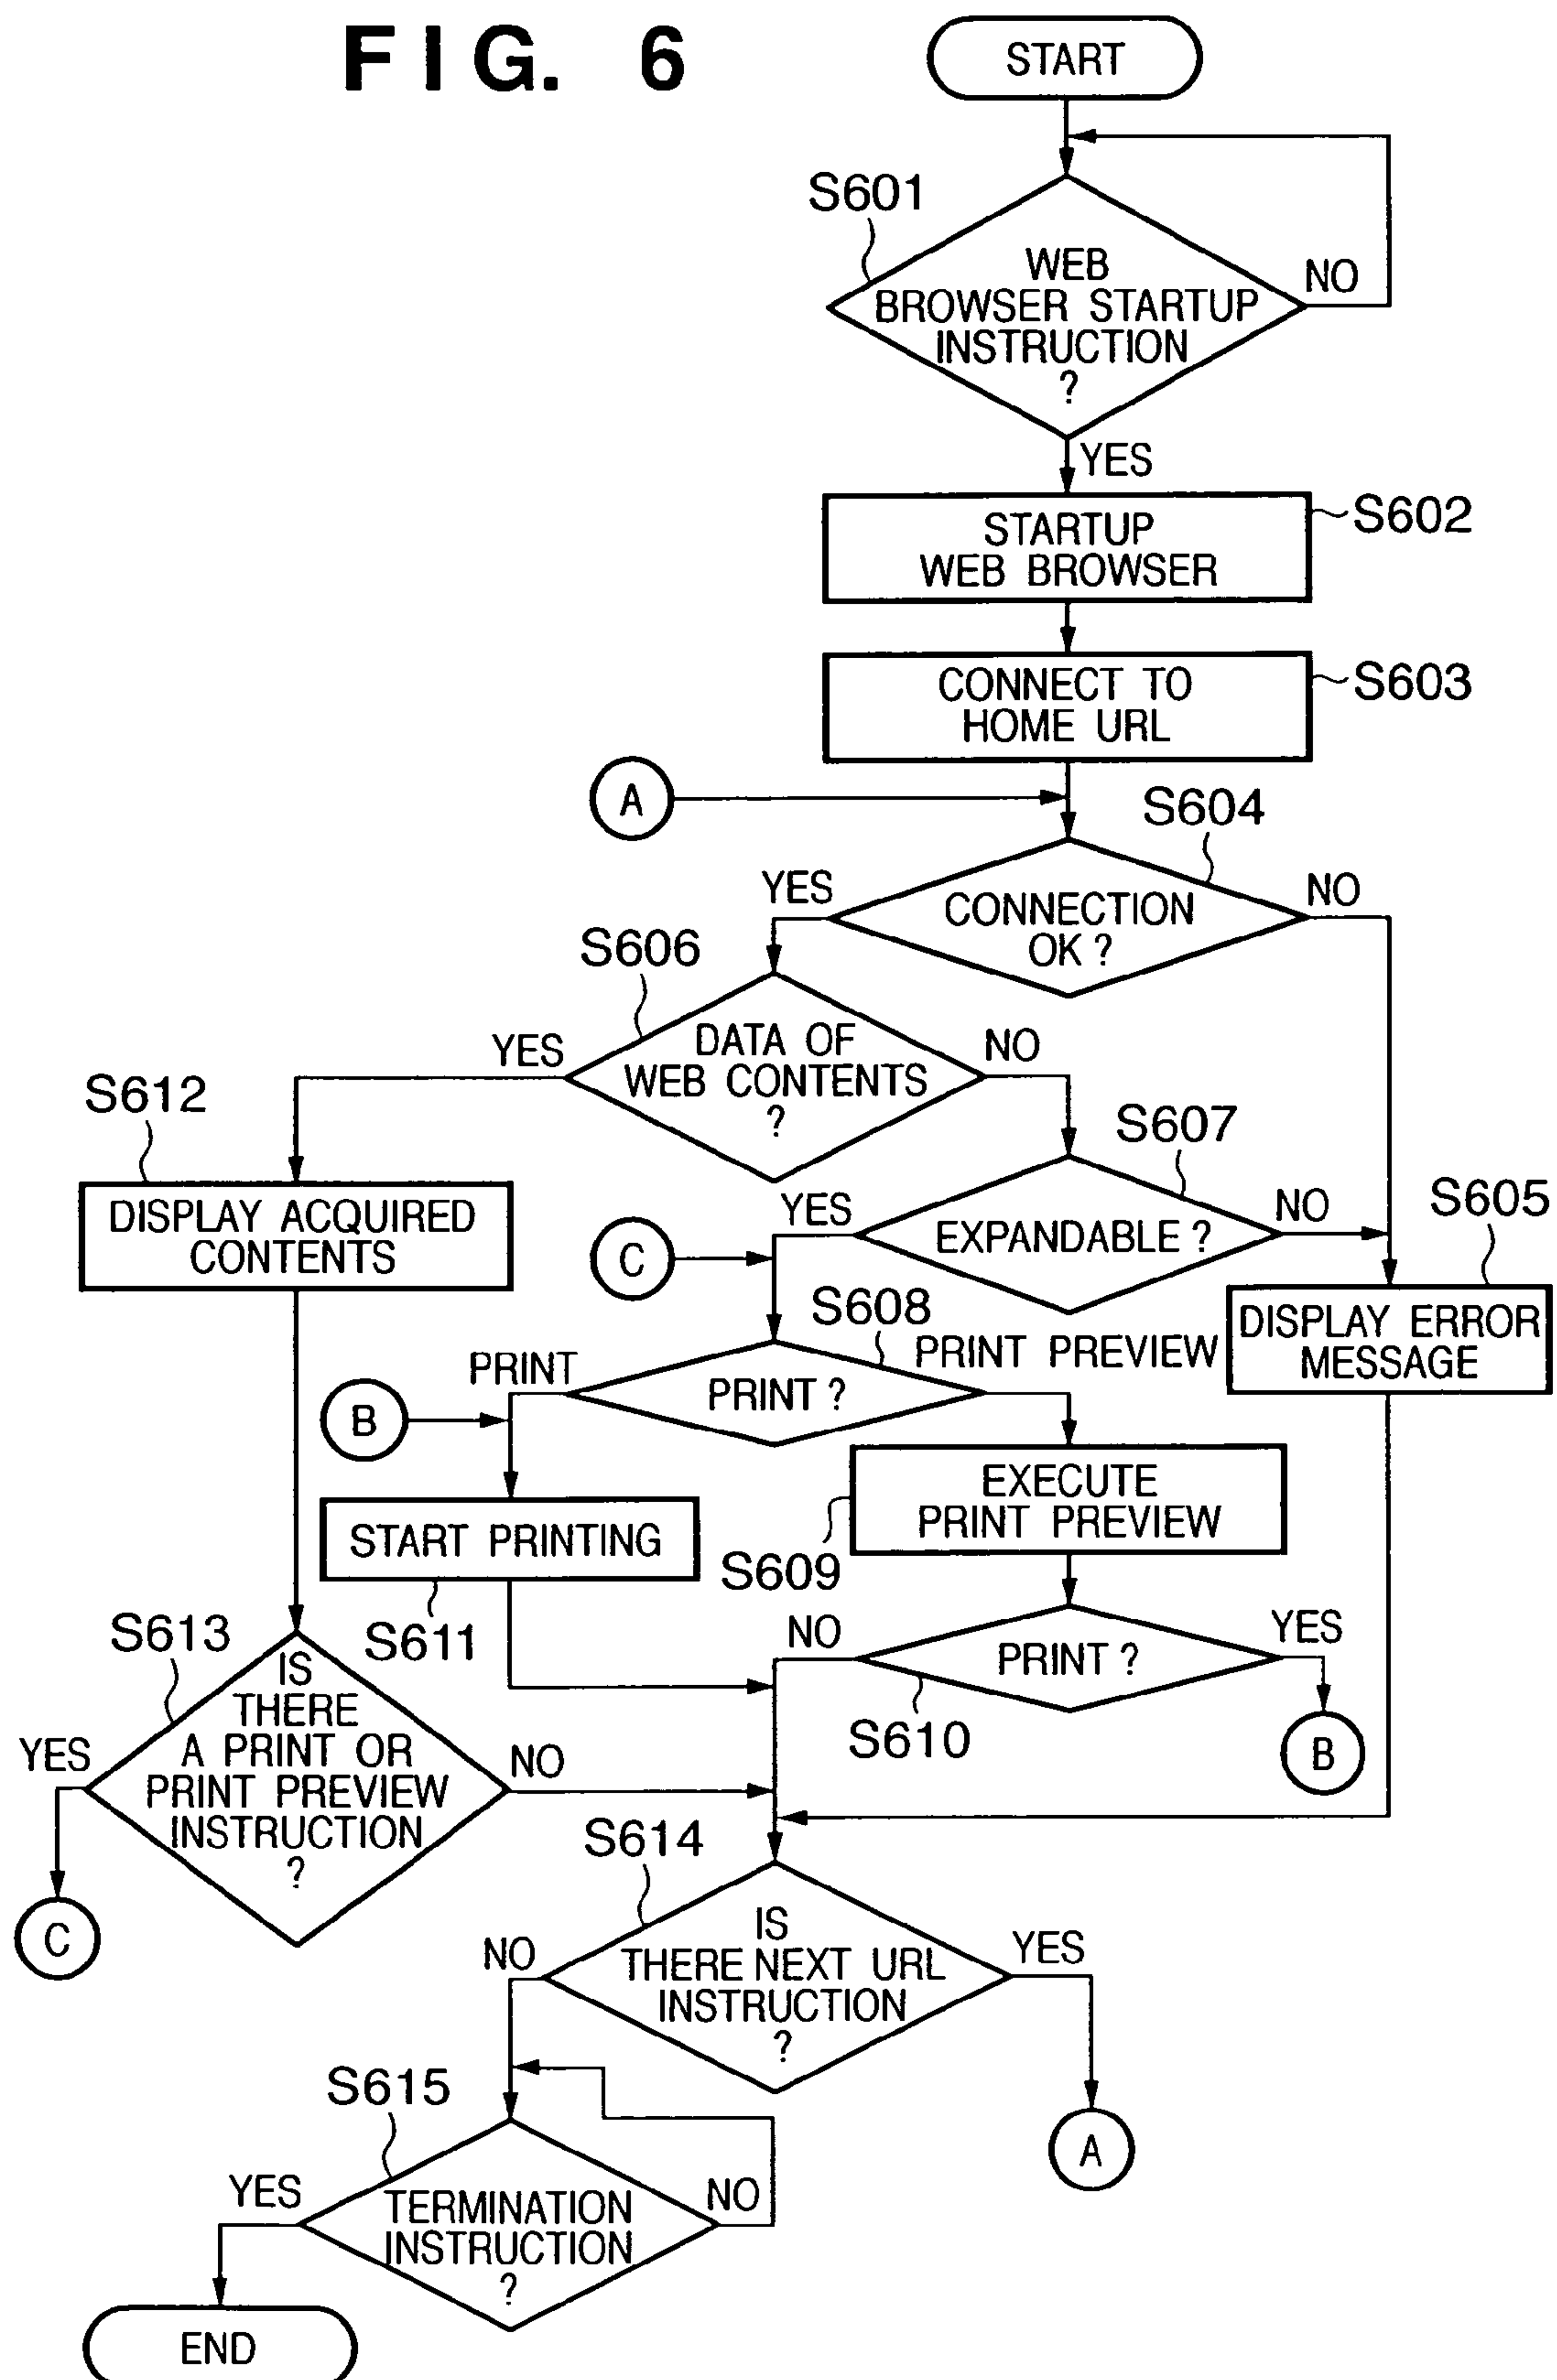 FIG. 6
START
S601
WEB
BROWSER STARTUP
INSTRUCTION
?
NO
YES
STARTUP
WEB BROWSER
S602
CONNECT TO
HOME URL
S603
A
S604
YES
CONNECTION
OK?
NO
S606
YES
DATA OF
WEB CONTENTS
?
NO
S612
S607
DISPLAY ACQUIRED
CONTENTS
C
YES
EXPANDABLE?
NO
S605
S608
DISPLAY ERROR
MESSAGE
PRINT
PRINT?
PRINT PREVIEW
B
EXECUTE
PRINT PREVIEW
START PRINTING
S609
S611
S613
NO
PRINT?
YES
S610
B
IS
THERE
A PRINT OR
PRINT PREVIEW
INSTRUCTION
?
YES
NO
C
S614
IS
THERE NEXT URL
INSTRUCTION
?
NO
YES
A
S615
YES
TERMINATION
INSTRUCTION
?
NO
END